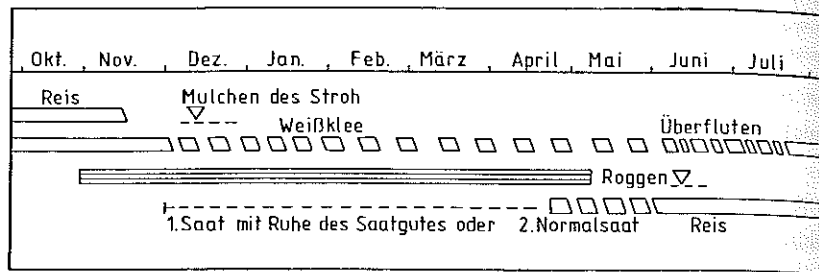 Okt. Nov. Dez. Jan. Feb. März April Mai Juni Juli
Reis Mulchen des Stroh
Weißklee Überfluten
Roggen
1.Saat mit Ruhe des Saatgutes oder 2.Normalsaat Reis